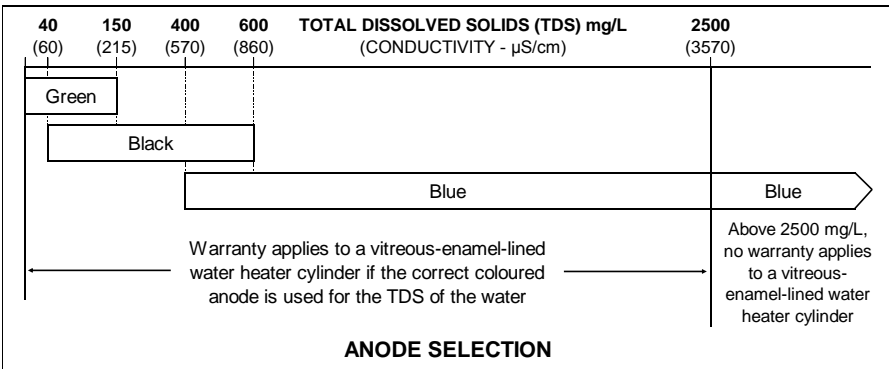 40 150 400 600 TOTAL DISSOLVED SOLIDS (TDS) mg/L 2500
(60) (215) (570) (860) (CONDUCTIVITY - µS/cm) (3570)
Green
Black
Blue Blue
Warranty applies to a vitreous-enamel-lined
water heater cylinder if the correct coloured
anode is used for the TDS of the water
Above 2500 mg/L,
no warranty applies
to a vitreous-
enamel-lined water
heater cylinder
ANODE SELECTION